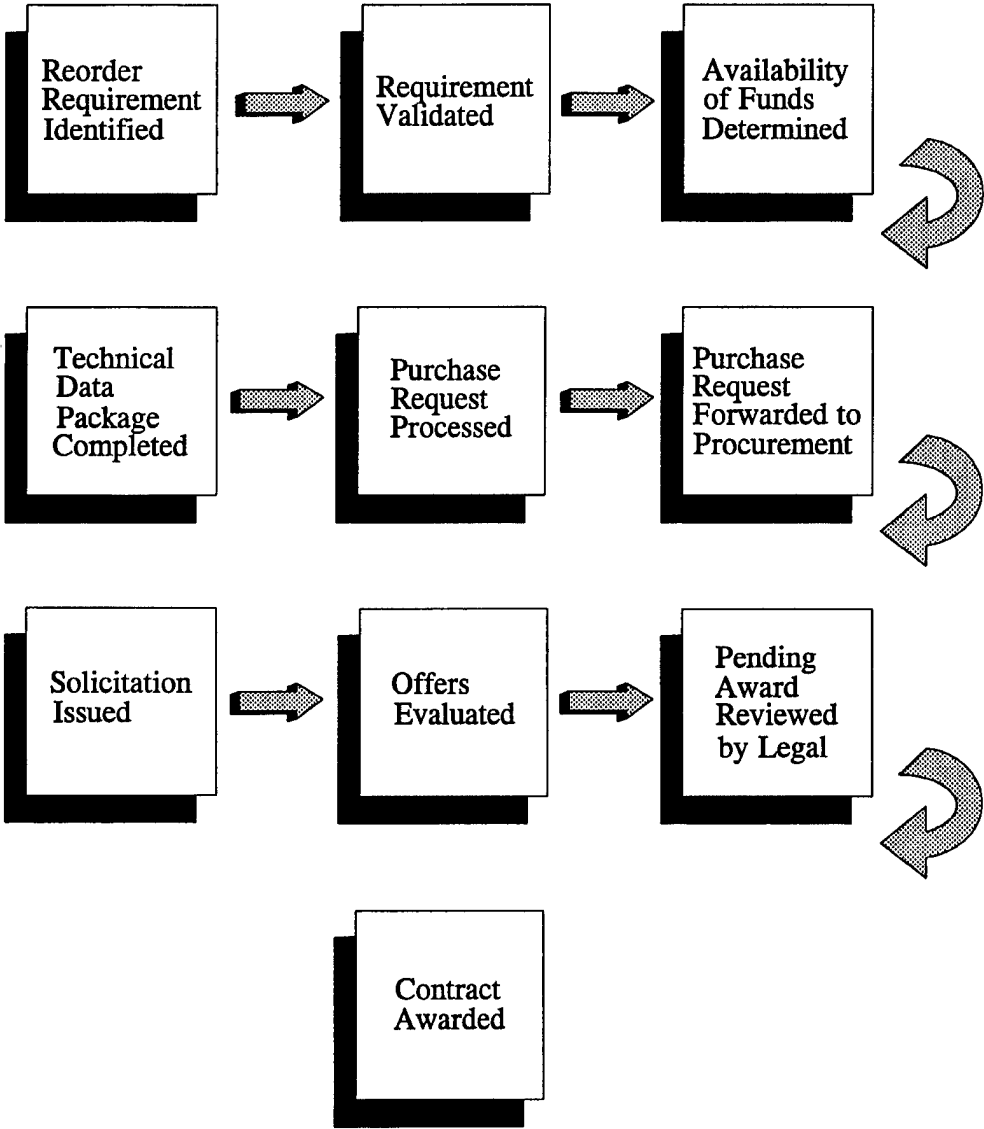 Reorder
Requirement
Identified
Requirement
Validated
Availability
of Funds
Determined
Technical
Data
Package
Completed
Purchase
Request
Processed
Purchase
Request
Forwarded to
Procurement
Solicitation
Issued
Offers
Evaluated
Pending
Award
Reviewed
by Legal
Contract
Awarded